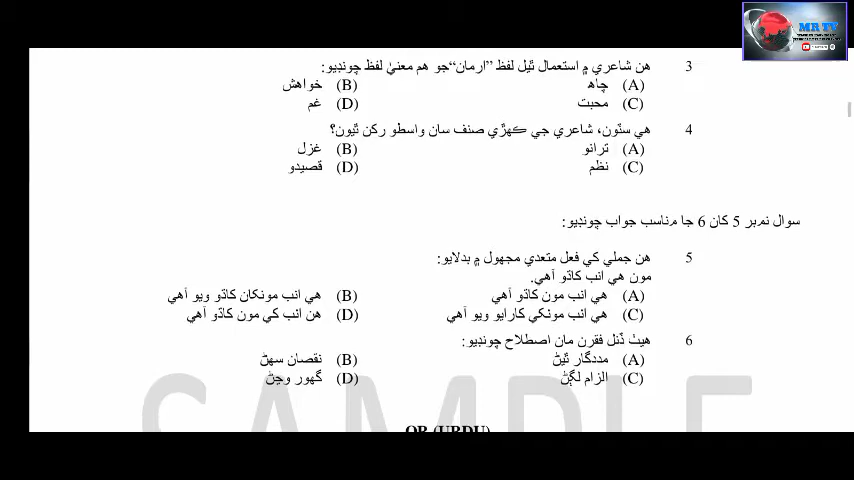 MR TV
3 هن شاعري ۾ استعمال ٿيل لفظ ”ارمان“جو هم معنيٰ لفظ چونڊيو:
(A) چاھ (B) خواهش
(C) محبت (D) غم
4 هي سٽون، شاعري جي ڪهڙي صنف سان واسطو رکن ٿيون؟
(A) ترانو (B) غزل
(C) نظم (D) قصيدو
سوال نمبر 5 کان 6 جا مناسب جواب چونڊيو:
5 هن جملي کي فعل متعدي مجهول ۾ بدلايو:
مون هي انب کاڌو آهي.
(A) هي انب مون کاڌو آهي (B) هي انب مونکان کاڌو ويو آهي
(C) هي انب مونکي کارايو ويو آهي (D) هن انب کي مون کاڌو آهي
6 هيٺ ڏنل فقرن مان اصطلاح چونڊيو:
(A) مددگار ٿيڻ (B) نقصان سهڻ
(C) الزام لڳڻ (D) گهور وڃڻ
SAMPLE
OR (URDU)